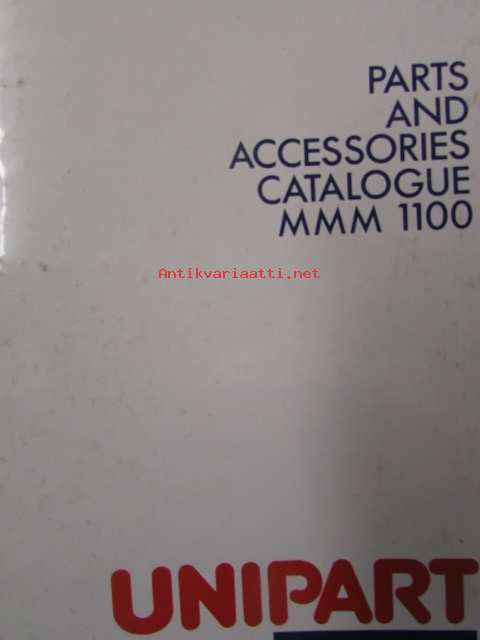 PARTS
AND
ACCESSORIES
CATALOGUE
MMM 1100
Antikvariaatti.net
UNIPART